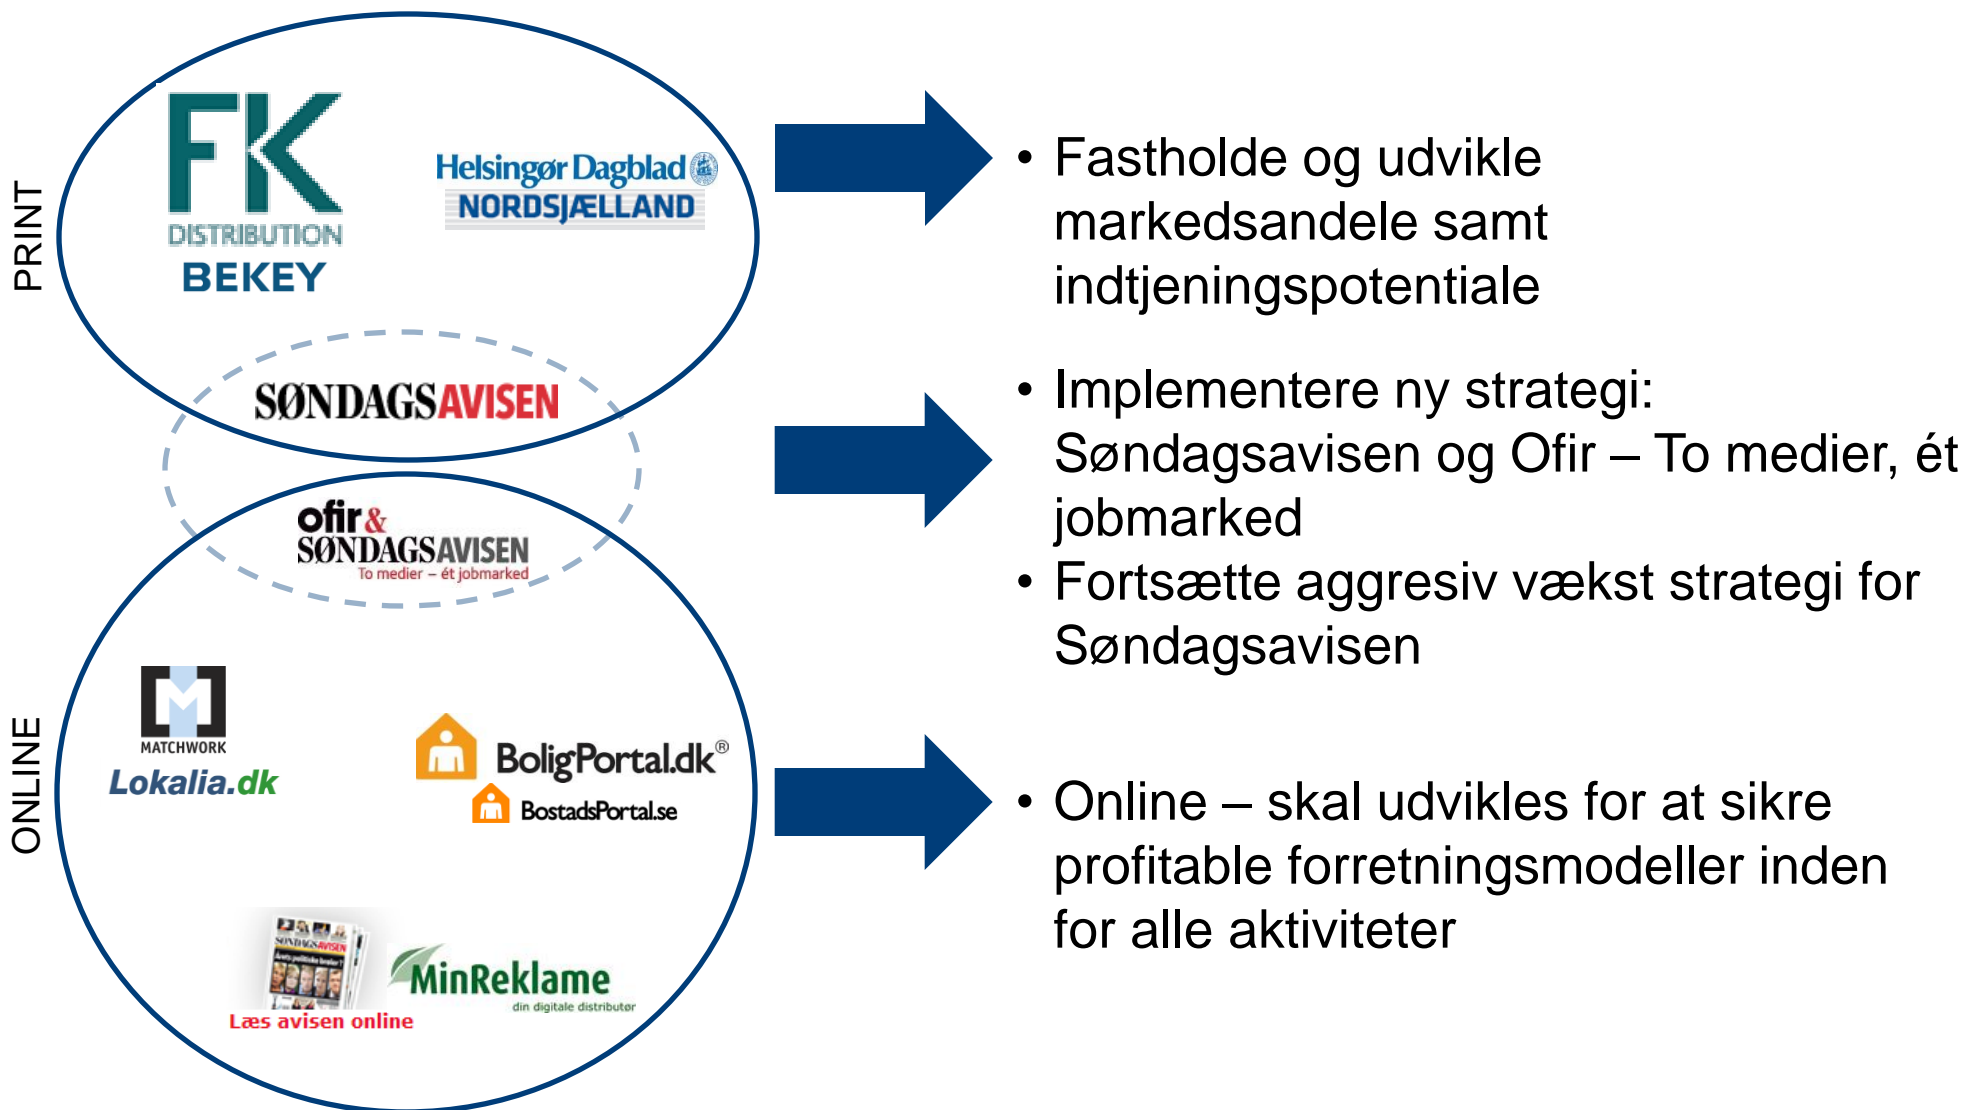 PRINT
FK
DISTRIBUTION
BEKEY
Helsingør Dagblad
NORDSJÆLLAND
SØNDAGSAVISEN
• Fastholde og udvikle
markedsandele samt
indtjeningspotentiale
ofir &
SØNDAGSAVISEN
To medier – ét jobmarked
• Implementere ny strategi:
Søndagsavisen og Ofir – To medier, ét
jobmarked
• Fortsætte aggresiv vækst strategi for
Søndagsavisen
ONLINE
M
MATCHWORK
Lokalia.dk
BoligPortal.dk®
BostadsPortal.se
SØNDAGSAVISEN
Læs avisen online
MinReklame
din digitale distributør
• Online – skal udvikles for at sikre
profitable forretningsmodeller inden
for alle aktiviteter